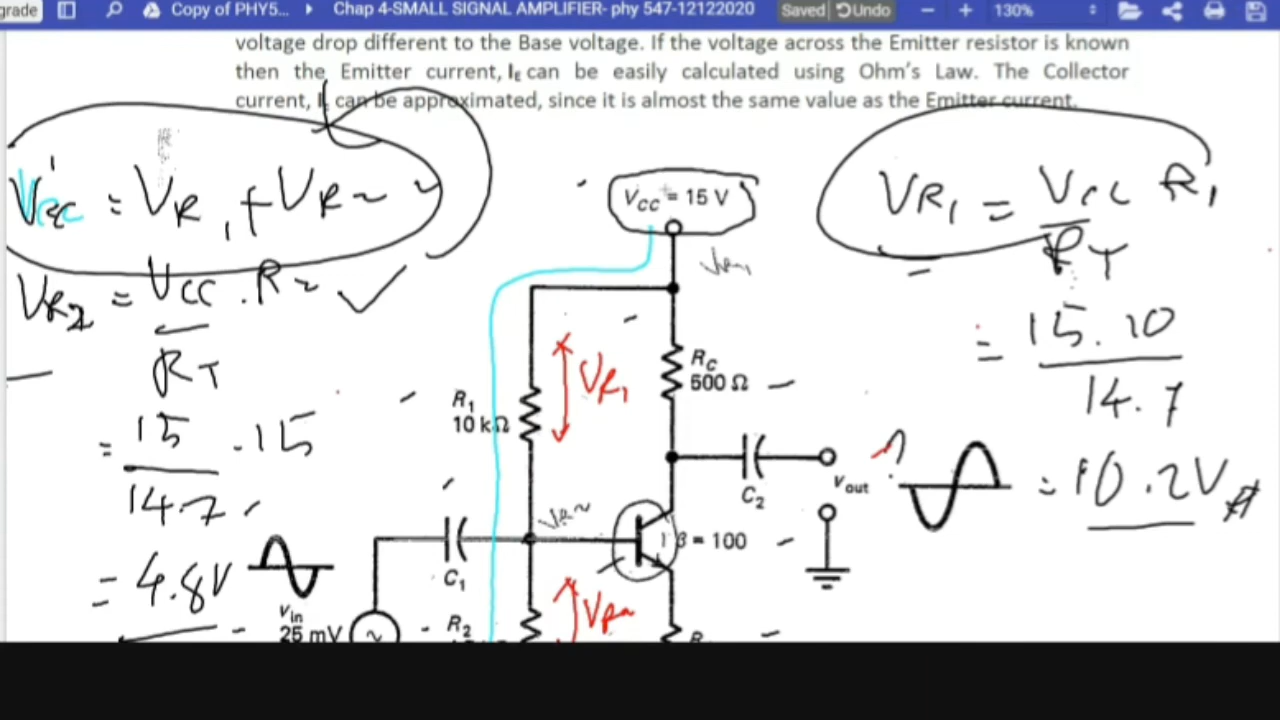 grade Copy of PHY5... Chap 4-SMALL SIGNAL AMPLIFIER- phy 547-12122020 Saved Undo − + 130%
voltage drop different to the Base voltage. If the voltage across the Emitter resistor is known
then the Emitter current, IE can be easily calculated using Ohm's Law. The Collector
current, can be approximated, since it is almost the same value as the Emitter current.
= VR1 + VR2
VR2 = VCC . R2
RT
= 15 . 15
14.7
= 4.8V
VCC = 15 V
VR1 = VCC R1
RT
= 15.10
14.7
= 10.2V
RC
500 Ω
R1
10 kΩ
VR1
C2
Vout
?
β = 100
C1
Vin
25 mV
R2
VR2
R